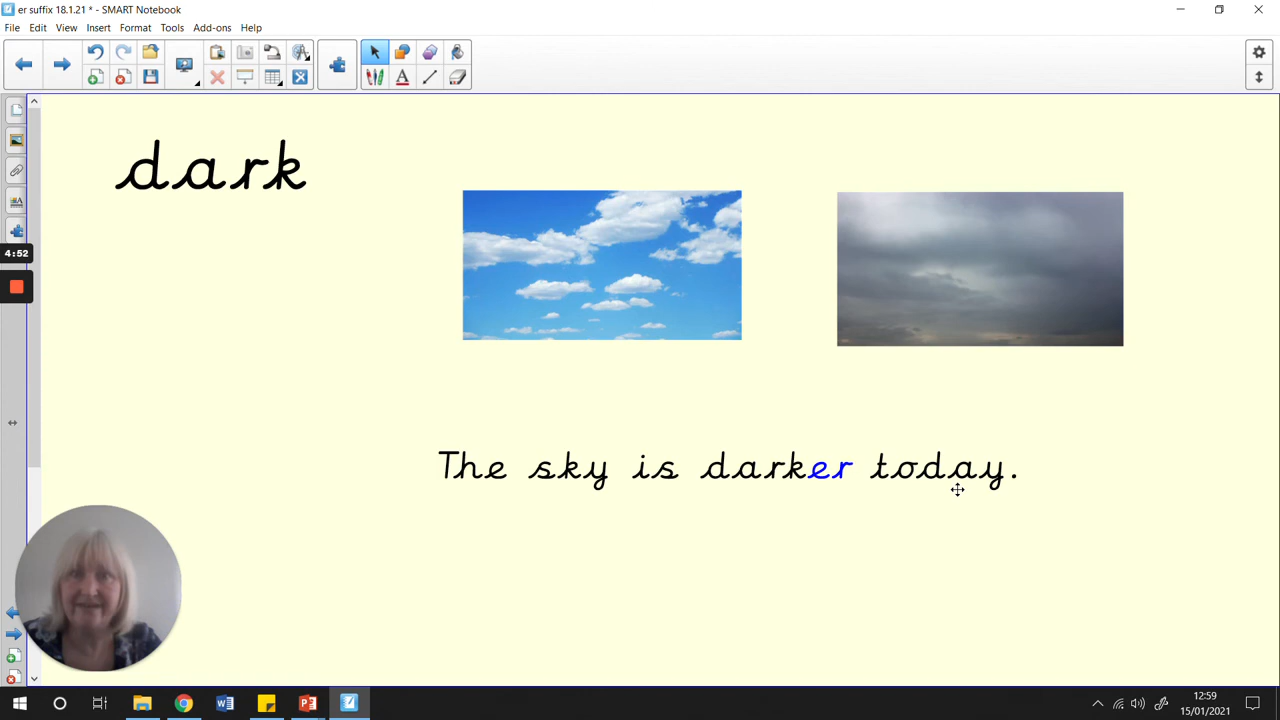 er suffix 18.1.21 * - SMART Notebook
File Edit View Insert Format Tools Add-ons Help
dark
4:52
The sky is darker today.
12:59
15/01/2021